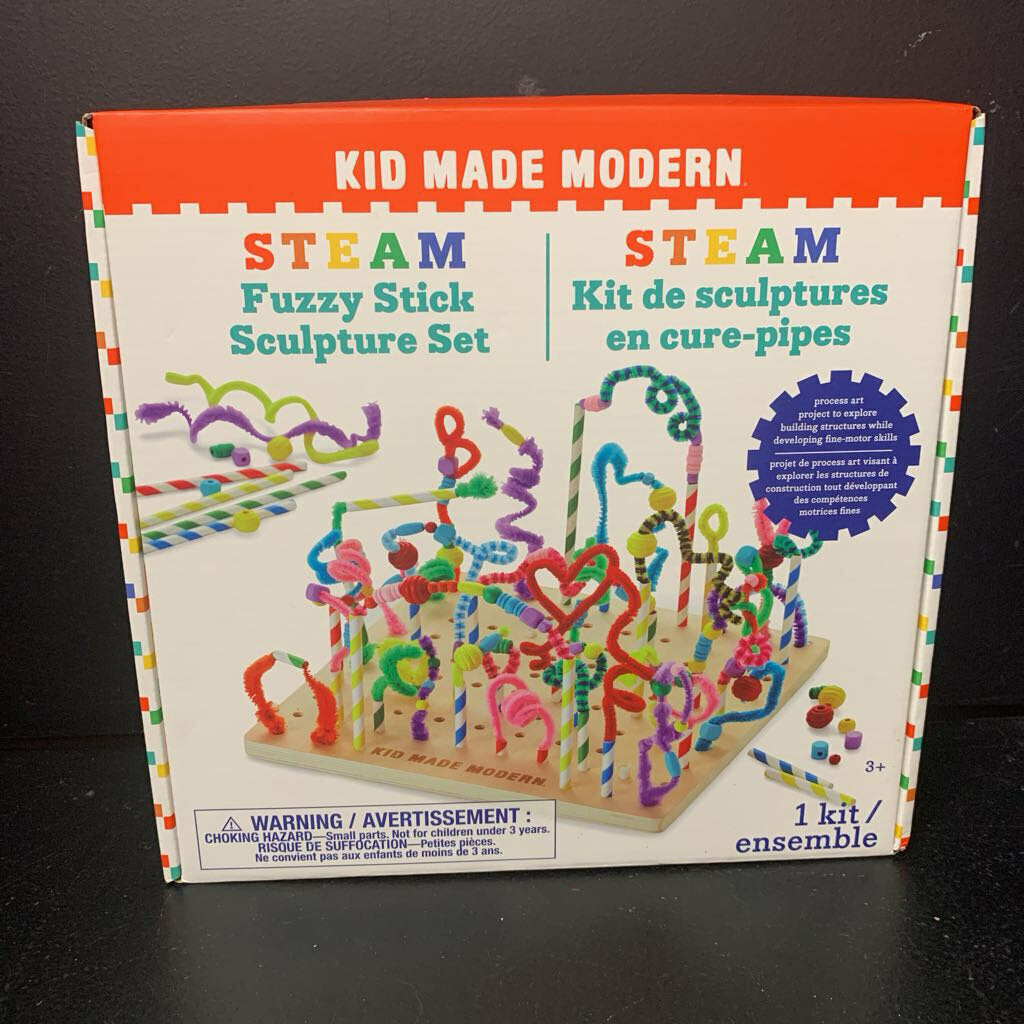 KID MADE MODERN.
STEAM
Fuzzy Stick
Sculpture Set
STEAM
Kit de sculptures
en cure-pipes
process art
project to explore
building structures while
developing fine-motor skills
projet de process art visant à
explorer les structures de
construction tout développant
des compétences
motrices fines
KID MADE MODERN.
3+
1 kit /
ensemble
WARNING / AVERTISSEMENT :
CHOKING HAZARD—Small parts. Not for children under 3 years.
RISQUE DE SUFFOCATION—Petites pièces.
Ne convient pas aux enfants de moins de 3 ans.